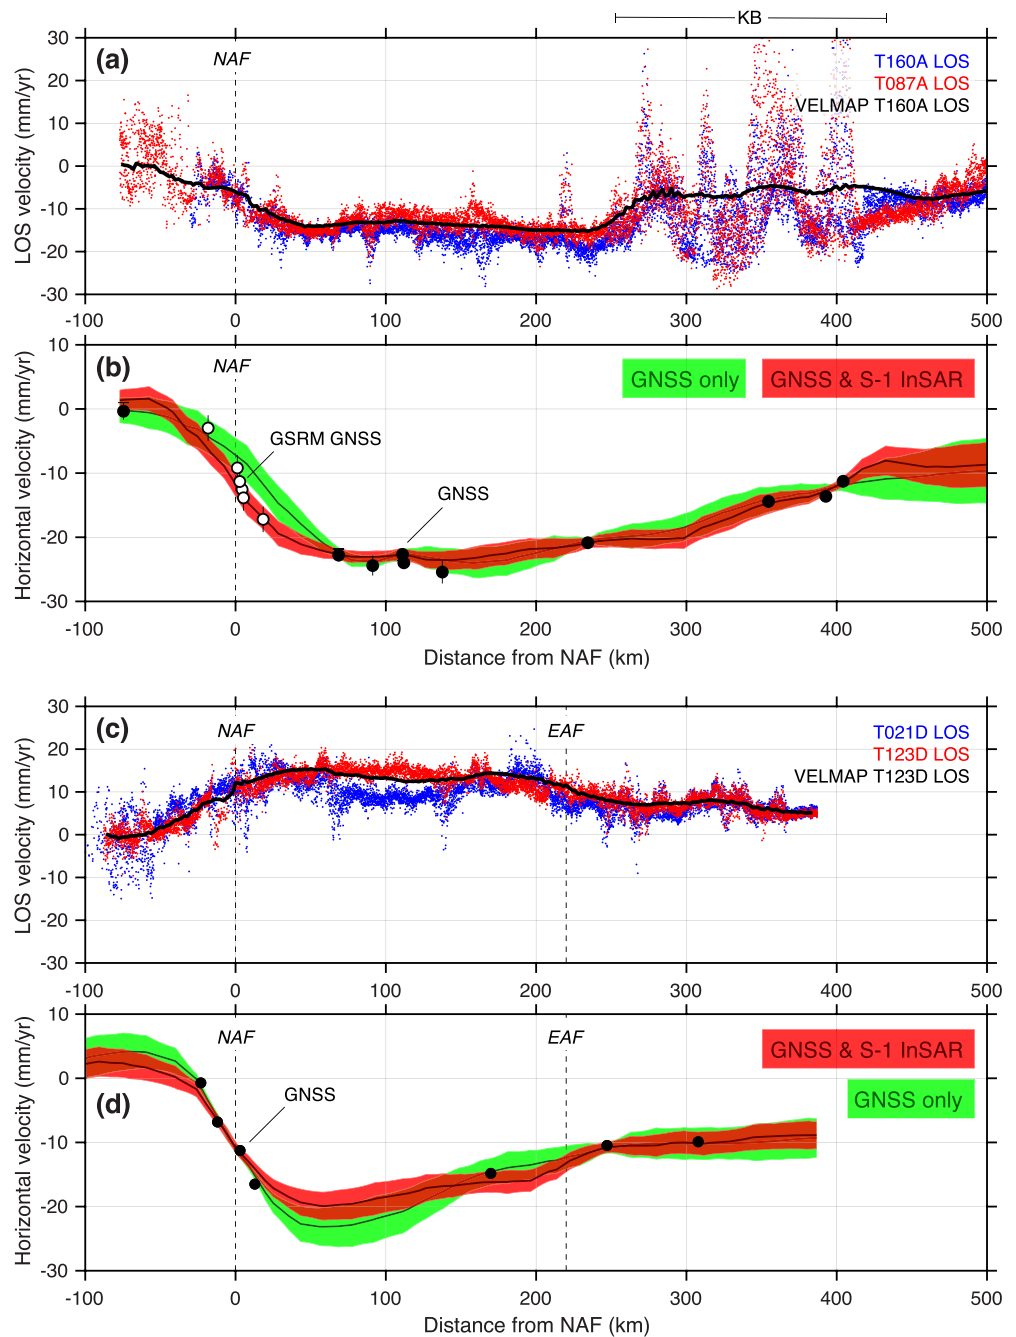 KB
30
20
10
0
-10
-20
-30
LOS velocity (mm/yr)
(a)
NAF
T160A LOS
T087A LOS
VELMAP T160A LOS
-100 0 100 200 300 400 500
10
0
-10
-20
-30
Horizontal velocity (mm/yr)
(b)
NAF
GNSS only
GNSS & S-1 InSAR
GSRM GNSS
GNSS
-100 0 100 200 300 400 500
Distance from NAF (km)
30
20
10
0
-10
-20
-30
LOS velocity (mm/yr)
(c)
NAF
EAF
T021D LOS
T123D LOS
VELMAP T123D LOS
-100 0 100 200 300 400 500
10
0
-10
-20
-30
Horizontal velocity (mm/yr)
(d)
NAF
EAF
GNSS & S-1 InSAR
GNSS only
GNSS
-100 0 100 200 300 400 500
Distance from NAF (km)